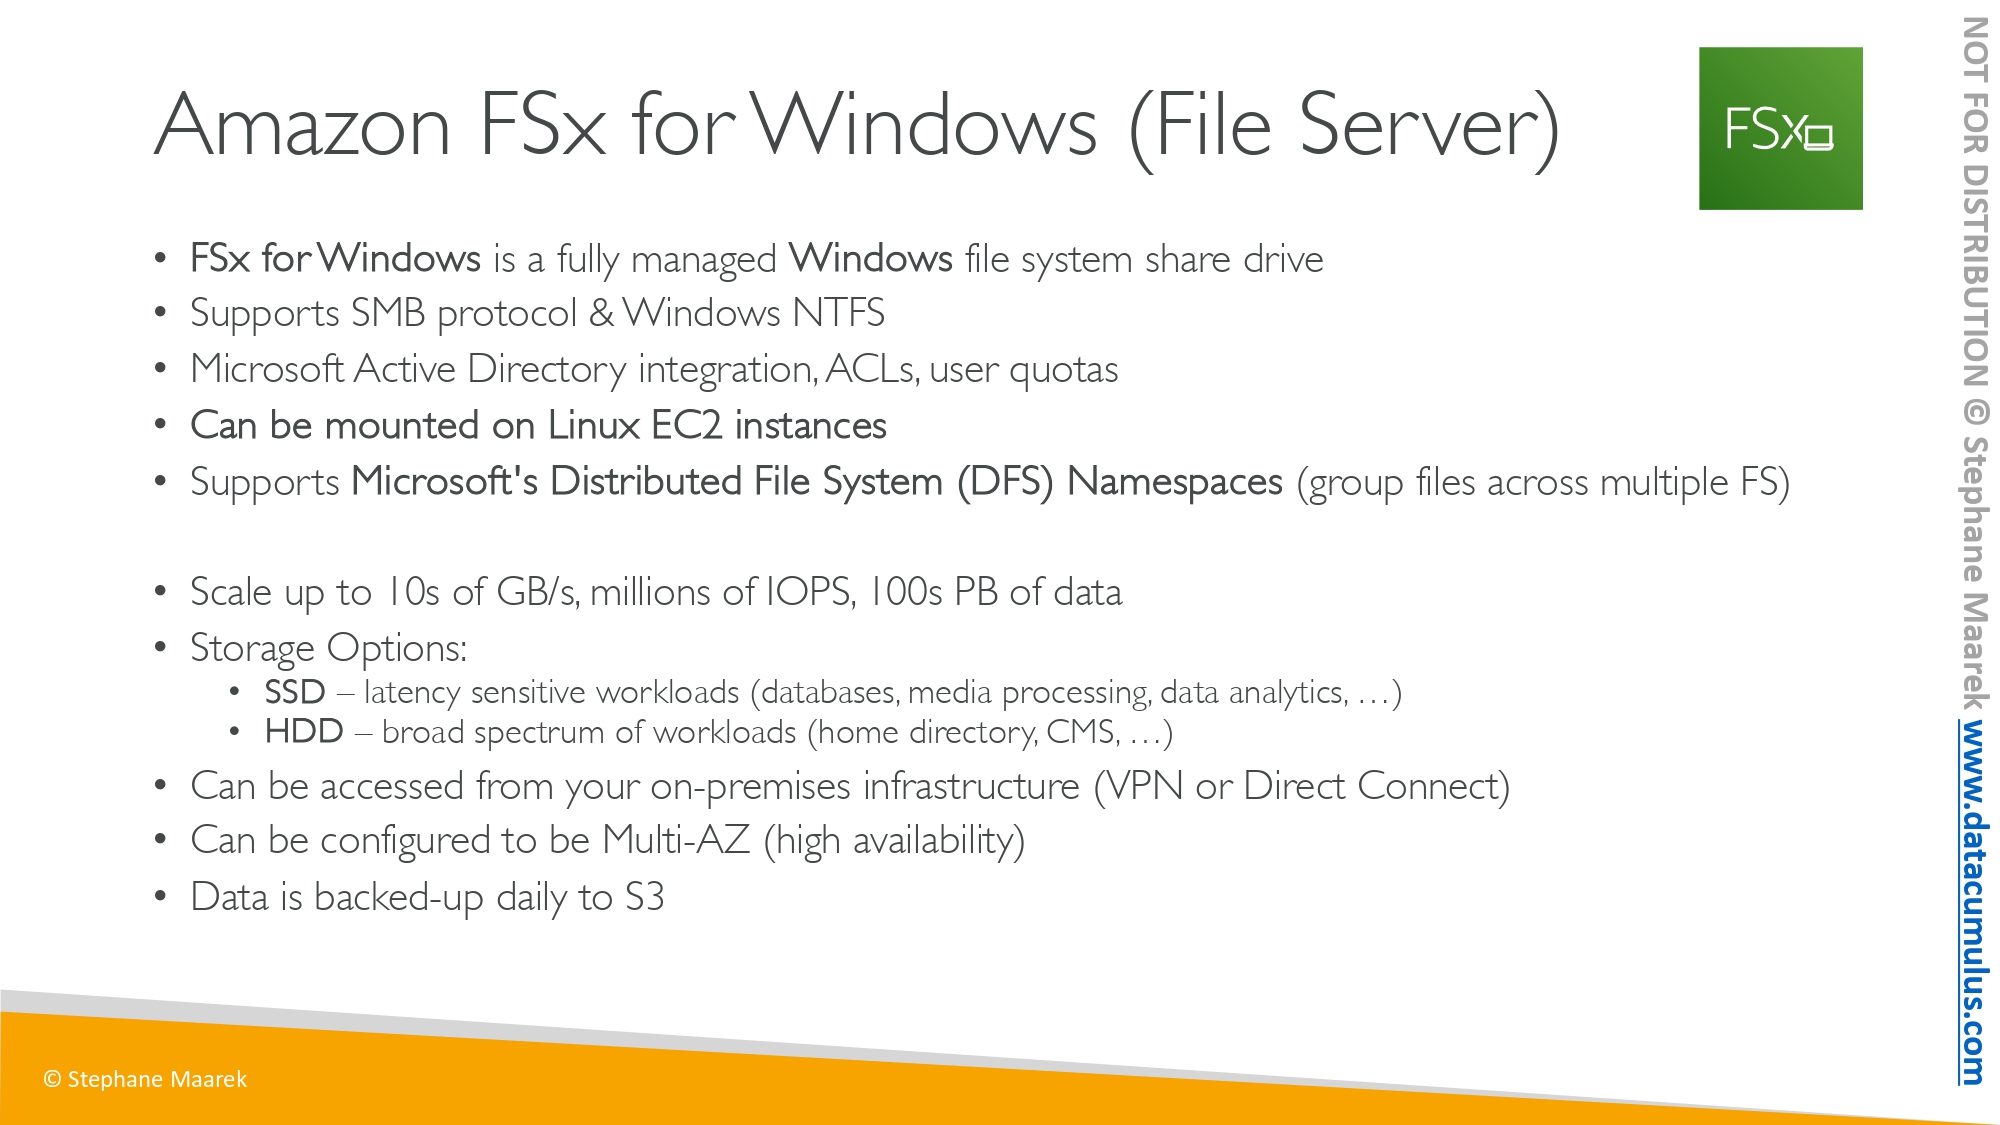 Amazon FSx for Windows (File Server)
FSx
• FSx for Windows is a fully managed Windows file system share drive
• Supports SMB protocol & Windows NTFS
• Microsoft Active Directory integration, ACLs, user quotas
• Can be mounted on Linux EC2 instances
• Supports Microsoft's Distributed File System (DFS) Namespaces (group files across multiple FS)
• Scale up to 10s of GB/s, millions of IOPS, 100s PB of data
• Storage Options:
• SSD – latency sensitive workloads (databases, media processing, data analytics, …)
• HDD – broad spectrum of workloads (home directory, CMS, …)
• Can be accessed from your on-premises infrastructure (VPN or Direct Connect)
• Can be configured to be Multi-AZ (high availability)
• Data is backed-up daily to S3
© Stephane Maarek
NOT FOR DISTRIBUTION © Stephane Maarek www.datacumulus.com